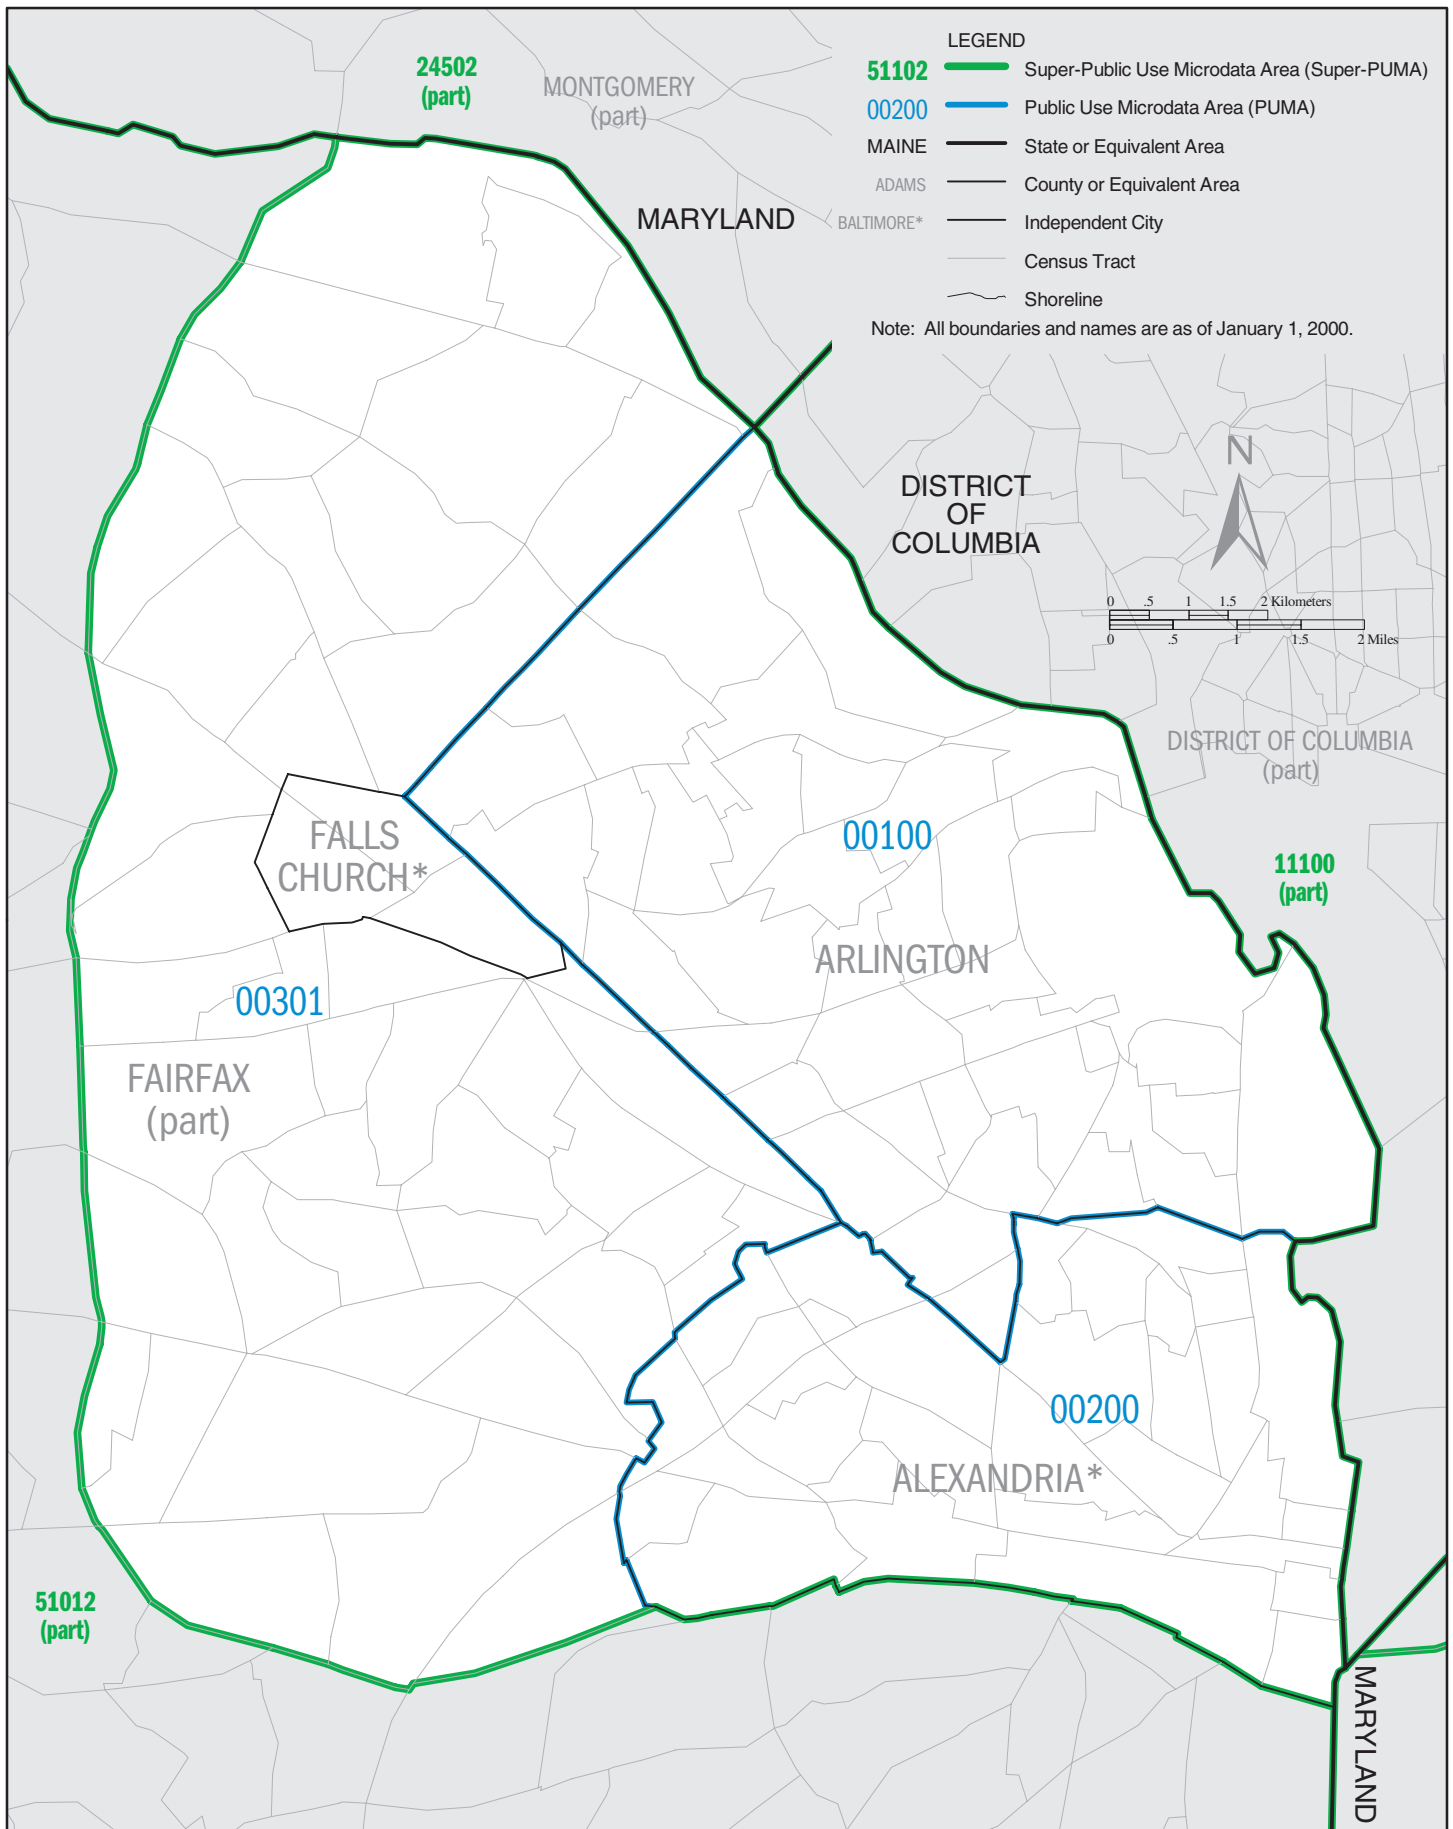 LEGEND
51102 Super-Public Use Microdata Area (Super-PUMA)
00200 Public Use Microdata Area (PUMA)
MAINE State or Equivalent Area
ADAMS County or Equivalent Area
BALTIMORE* Independent City
Census Tract
Shoreline
Note: All boundaries and names are as of January 1, 2000.
24502
(part)
MONTGOMERY
(part)
MARYLAND
DISTRICT
OF
COLUMBIA
N
0 .5 1 1.5 2 Kilometers
0 .5 1 1.5 2 Miles
DISTRICT OF COLUMBIA
(part)
FALLS
CHURCH*
00100
11100
(part)
ARLINGTON
00301
FAIRFAX
(part)
00200
ALEXANDRIA*
51012
(part)
MARYLAND